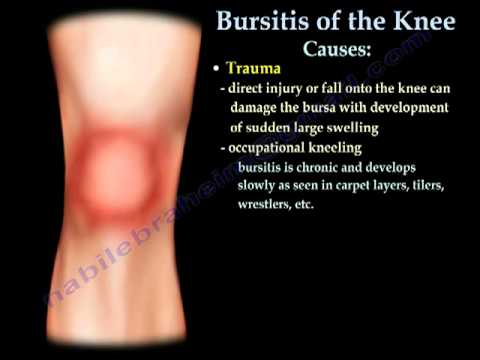 Bursitis of the Knee
Causes:
• Trauma
- direct injury or fall onto the knee can
damage the bursa with development
of sudden large swelling
- occupational kneeling
bursitis is chronic and develops
slowly as seen in carpet layers, tilers,
wrestlers, etc.